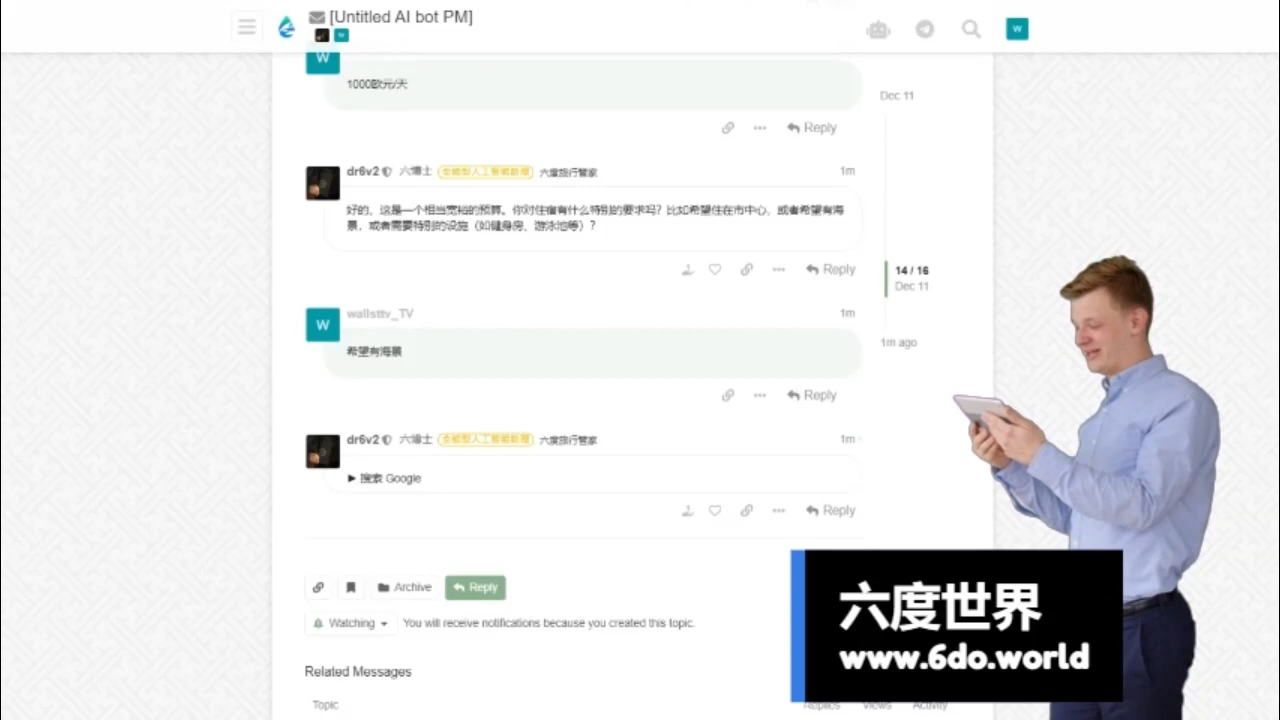 [Untitled AI bot PM]
W
W
W
1000欧元/天
Dec 11
Reply
dr6v2 六博士 全能型人工智能助理 六度旅行管家
1m
好的，这是一个相当宽裕的预算。你对住宿有什么特别的要求吗？比如希望住在市中心，或者希望有海
景，或者需要特别的设施（如健身房、游泳池等）？
Reply
14 / 16
Dec 11
W
wallsttv_TV
1m
希望有海景
1m ago
Reply
dr6v2 六博士 全能型人工智能助理 六度旅行管家
1m
▶ 搜索 Google
Reply
Archive
Reply
Watching
You will receive notifications because you created this topic.
Related Messages
Topic
Replies
Views
Activity
六度世界
www.6do.world